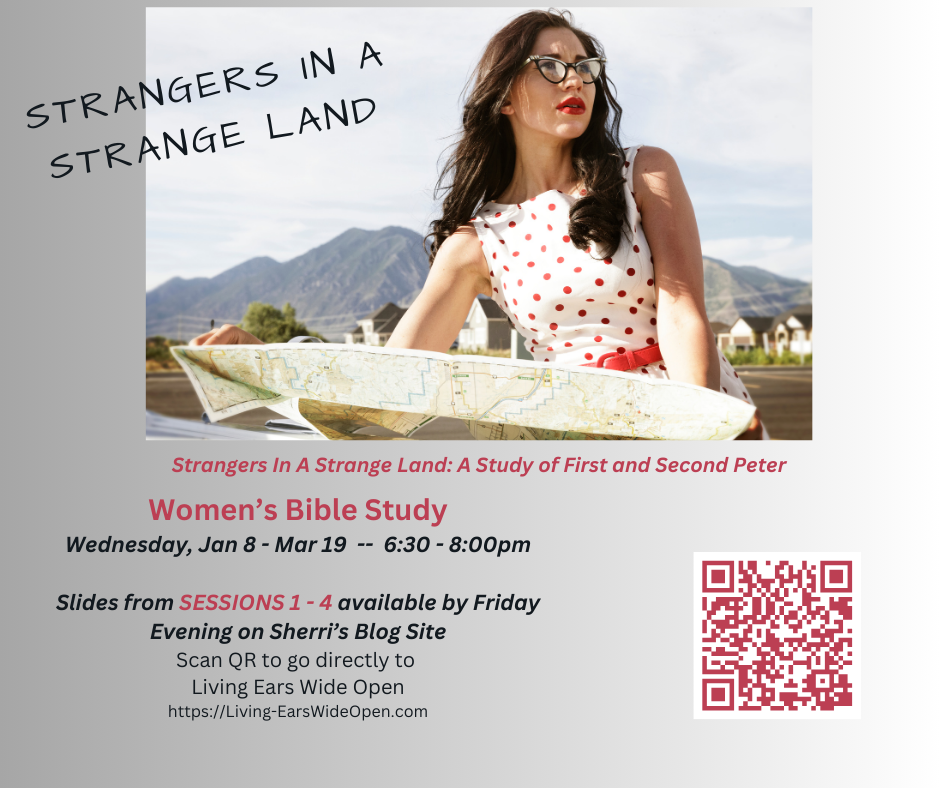 STRANGERS IN A
STRANGE LAND
Strangers In A Strange Land: A Study of First and Second Peter
Women’s Bible Study
Wednesday, Jan 8 - Mar 19 -- 6:30 - 8:00pm
Slides from SESSIONS 1 - 4 available by Friday
Evening on Sherri’s Blog Site
Scan QR to go directly to
Living Ears Wide Open
https://Living-EarsWideOpen.com